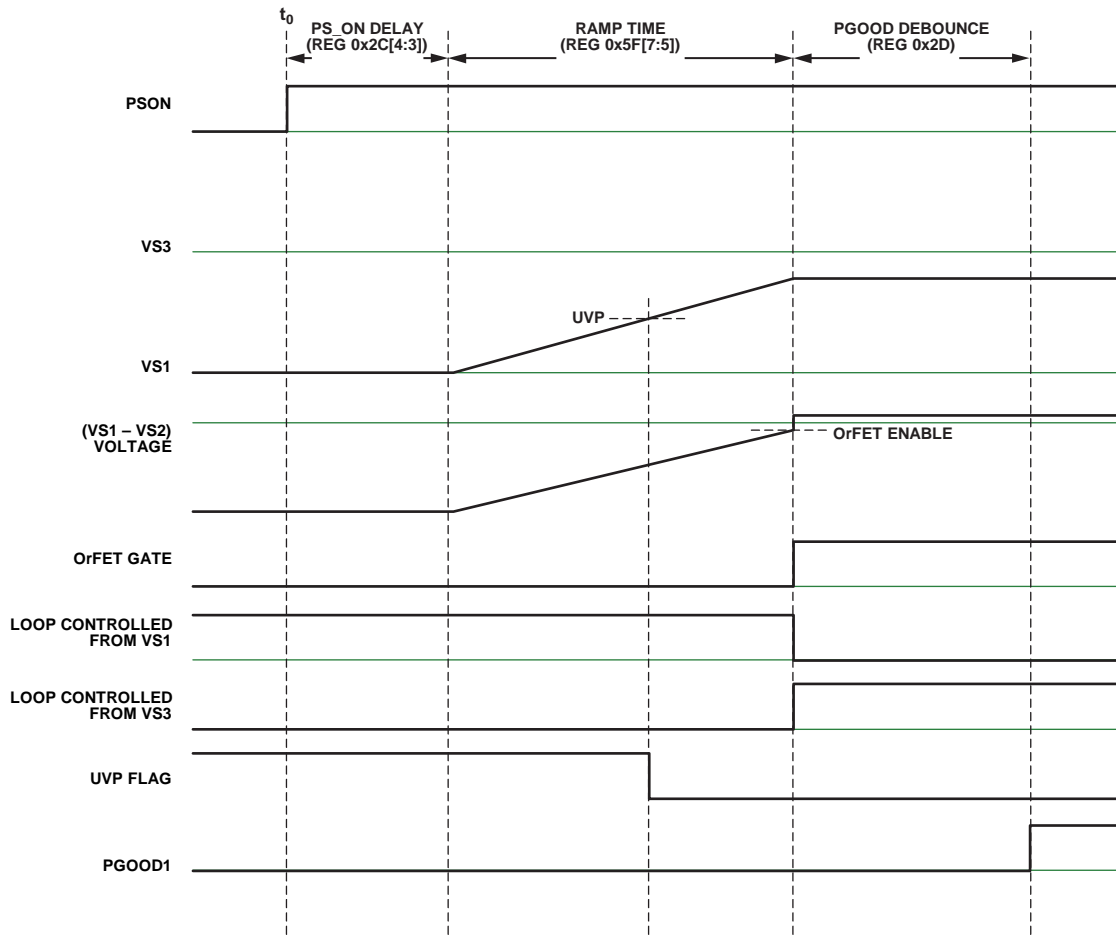 t0
PS_ON DELAY
(REG 0x2C[4:3])
RAMP TIME
(REG 0x5F[7:5])
PGOOD DEBOUNCE
(REG 0x2D)
PSON
VS3
UVP
VS1
(VS1 – VS2)
VOLTAGE
OrFET ENABLE
OrFET GATE
LOOP CONTROLLED
FROM VS1
LOOP CONTROLLED
FROM VS3
UVP FLAG
PGOOD1